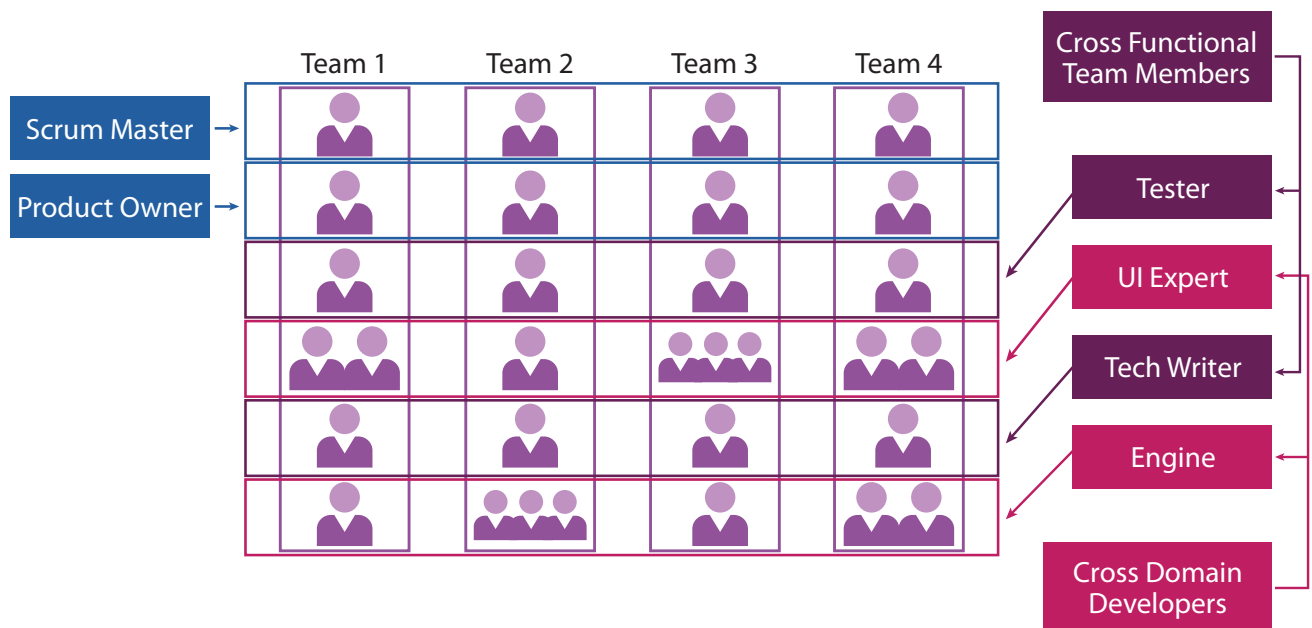 Team 1
Team 2
Team 3
Team 4
Scrum Master
Product Owner
Cross Functional
Team Members
Tester
UI Expert
Tech Writer
Engine
Cross Domain
Developers